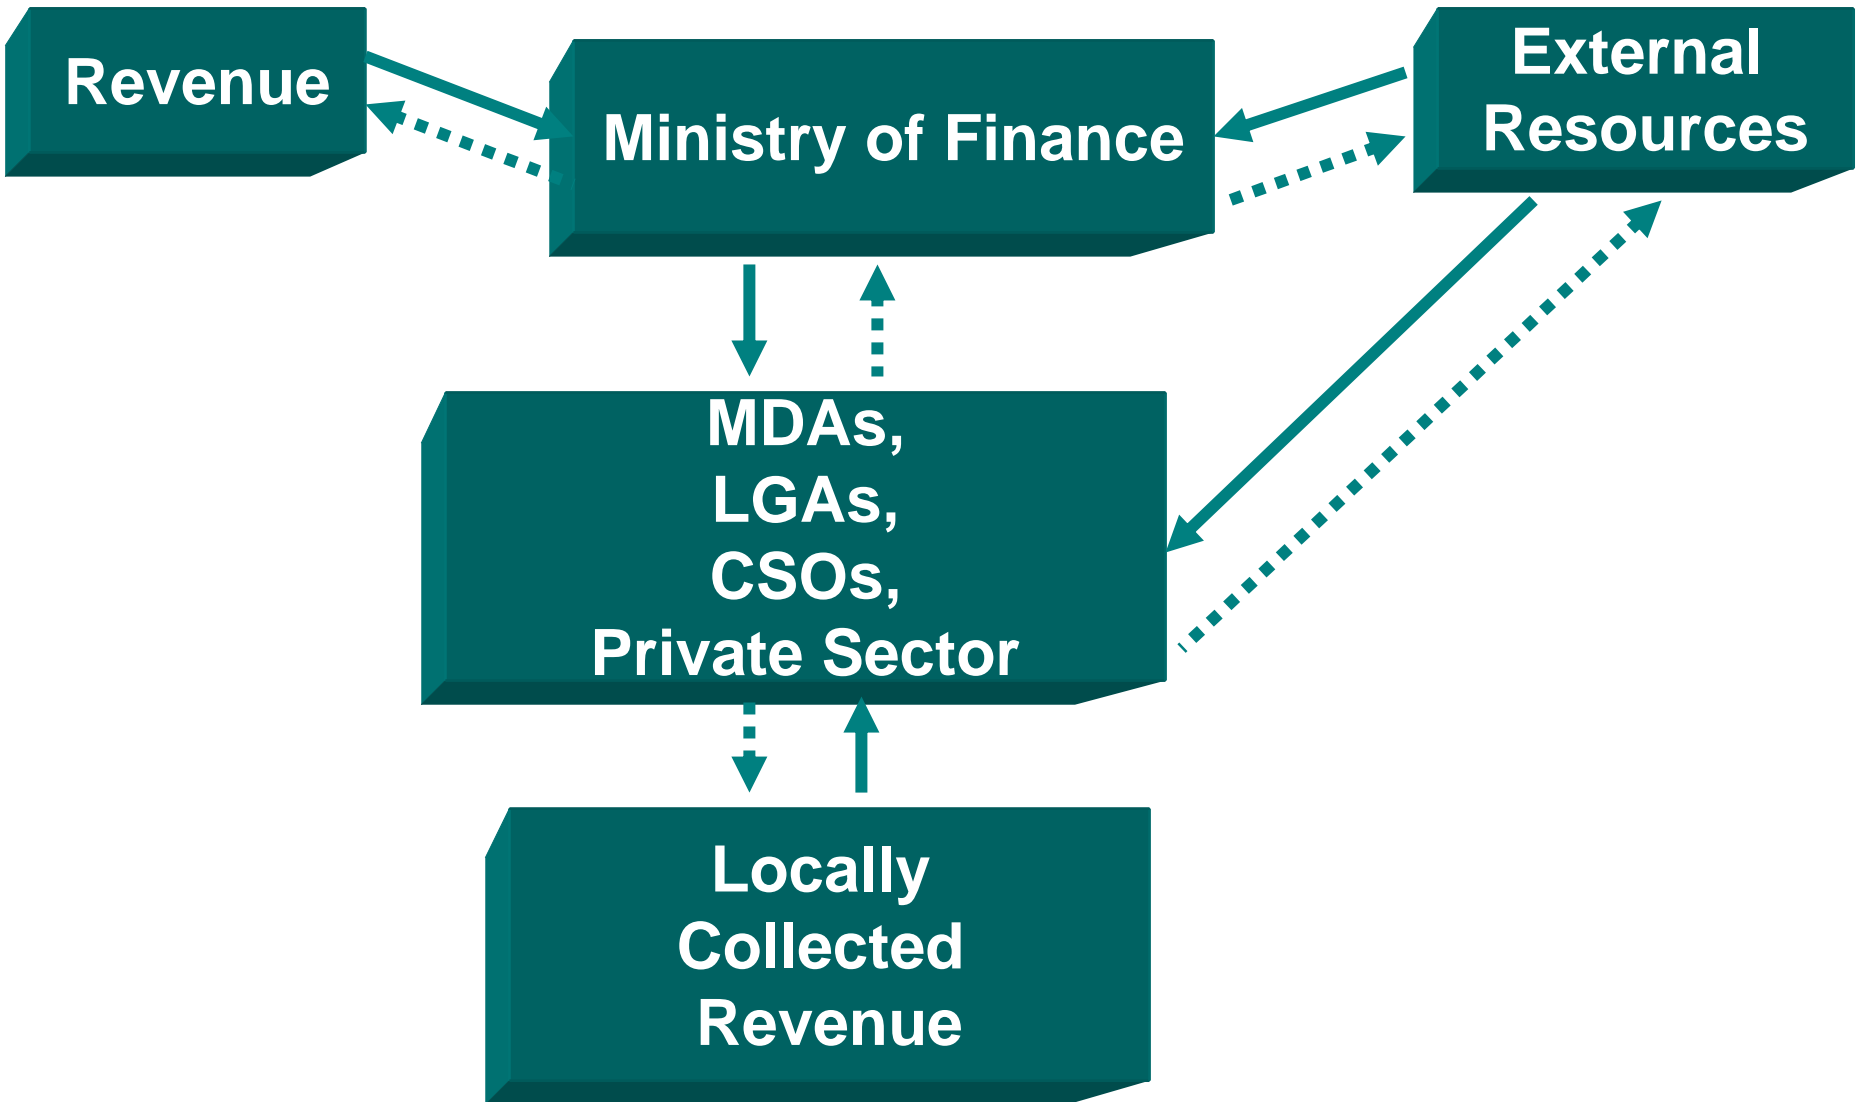 Revenue
Ministry of Finance
External
Resources
MDAs,
LGAs,
CSOs,
Private Sector
Locally
Collected
Revenue